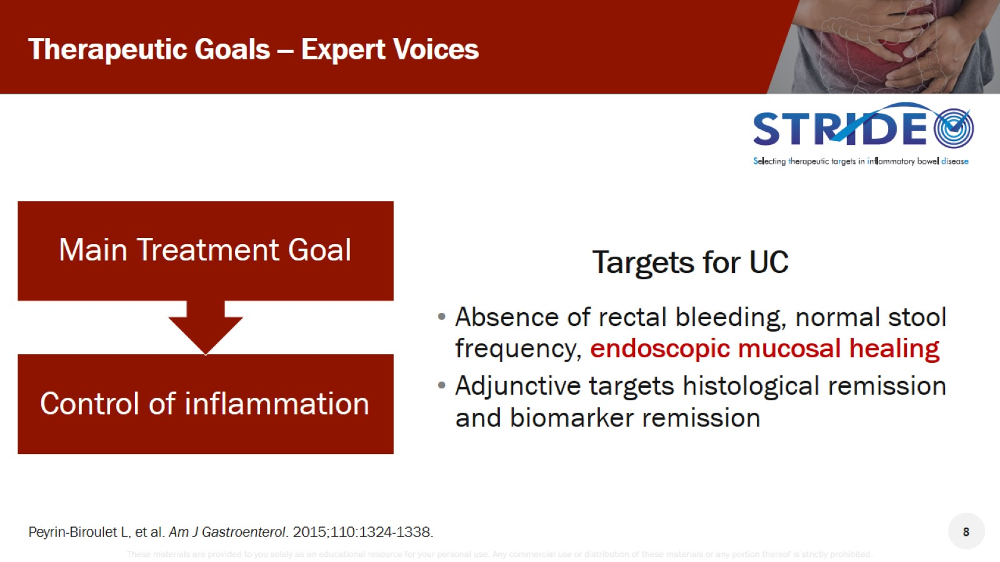 Therapeutic Goals – Expert Voices
STRIDE
Selecting therapeutic targets in inflammatory bowel disease
Main Treatment Goal
Control of inflammation
Targets for UC
• Absence of rectal bleeding, normal stool
frequency, endoscopic mucosal healing
• Adjunctive targets histological remission
and biomarker remission
Peyrin-Biroulet L, et al. Am J Gastroenterol. 2015;110:1324-1338.
8
These materials are provided to you solely as an educational resource for your personal use. Any commercial use or distribution of these materials or any portion thereof is strictly prohibited.